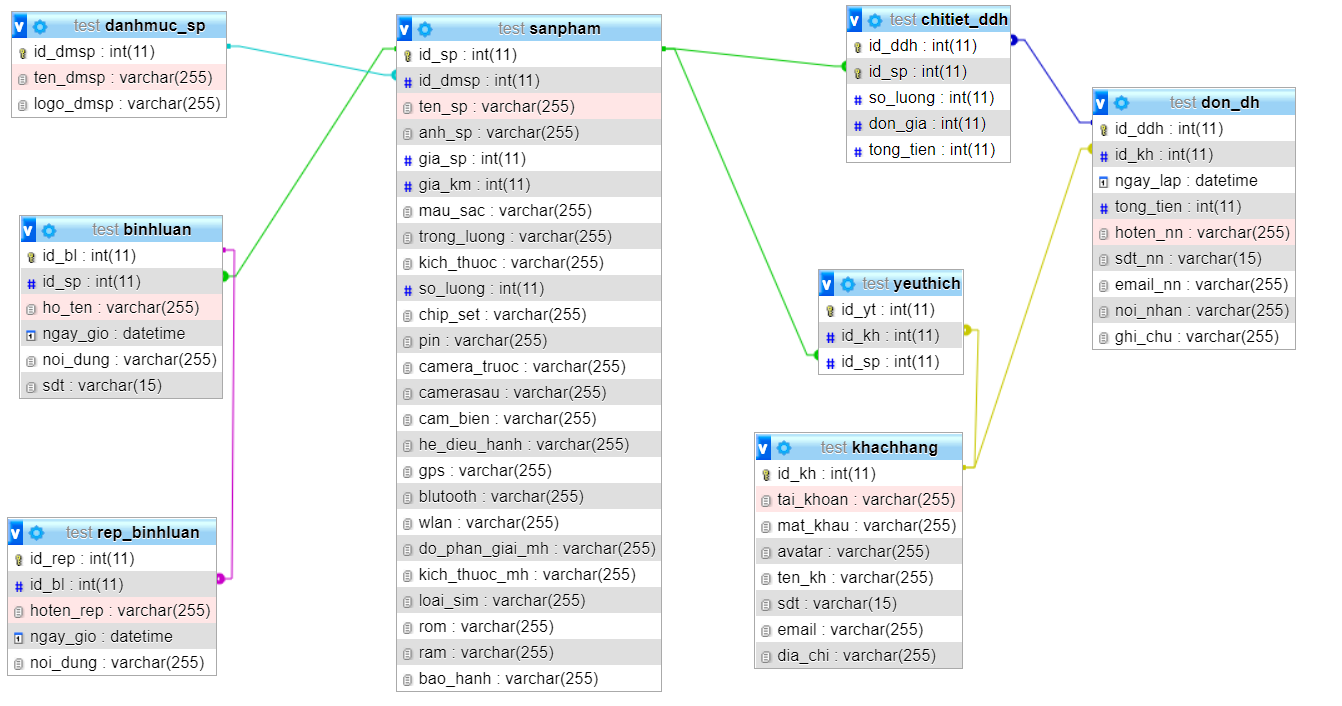 test danhmuc_sp
id_dmsp : int(11)
ten_dmsp : varchar(255)
logo_dmsp : varchar(255)
test binhluan
id_bl : int(11)
id_sp : int(11)
ho_ten : varchar(255)
ngay_gio : datetime
noi_dung : varchar(255)
sdt : varchar(15)
test rep_binhluan
id_rep : int(11)
id_bl : int(11)
hoten_rep : varchar(255)
ngay_gio : datetime
noi_dung : varchar(255)
test sanpham
id_sp : int(11)
id_dmsp : int(11)
ten_sp : varchar(255)
anh_sp : varchar(255)
gia_sp : int(11)
gia_km : int(11)
mau_sac : varchar(255)
trong_luong : varchar(255)
kich_thuoc : varchar(255)
so_luong : int(11)
chip_set : varchar(255)
pin : varchar(255)
camera_truoc : varchar(255)
camerasau : varchar(255)
cam_bien : varchar(255)
he_dieu_hanh : varchar(255)
gps : varchar(255)
blutooth : varchar(255)
wlan : varchar(255)
do_phan_giai_mh : varchar(255)
kich_thuoc_mh : varchar(255)
loai_sim : varchar(255)
rom : varchar(255)
ram : varchar(255)
bao_hanh : varchar(255)
test chitiet_ddh
id_ddh : int(11)
id_sp : int(11)
so_luong : int(11)
don_gia : int(11)
tong_tien : int(11)
test yeuthich
id_yt : int(11)
id_kh : int(11)
id_sp : int(11)
test khachhang
id_kh : int(11)
tai_khoan : varchar(255)
mat_khau : varchar(255)
avatar : varchar(255)
ten_kh : varchar(255)
sdt : varchar(15)
email : varchar(255)
dia_chi : varchar(255)
test don_dh
id_ddh : int(11)
id_kh : int(11)
ngay_lap : datetime
tong_tien : int(11)
hoten_nn : varchar(255)
sdt_nn : varchar(15)
email_nn : varchar(255)
noi_nhan : varchar(255)
ghi_chu : varchar(255)